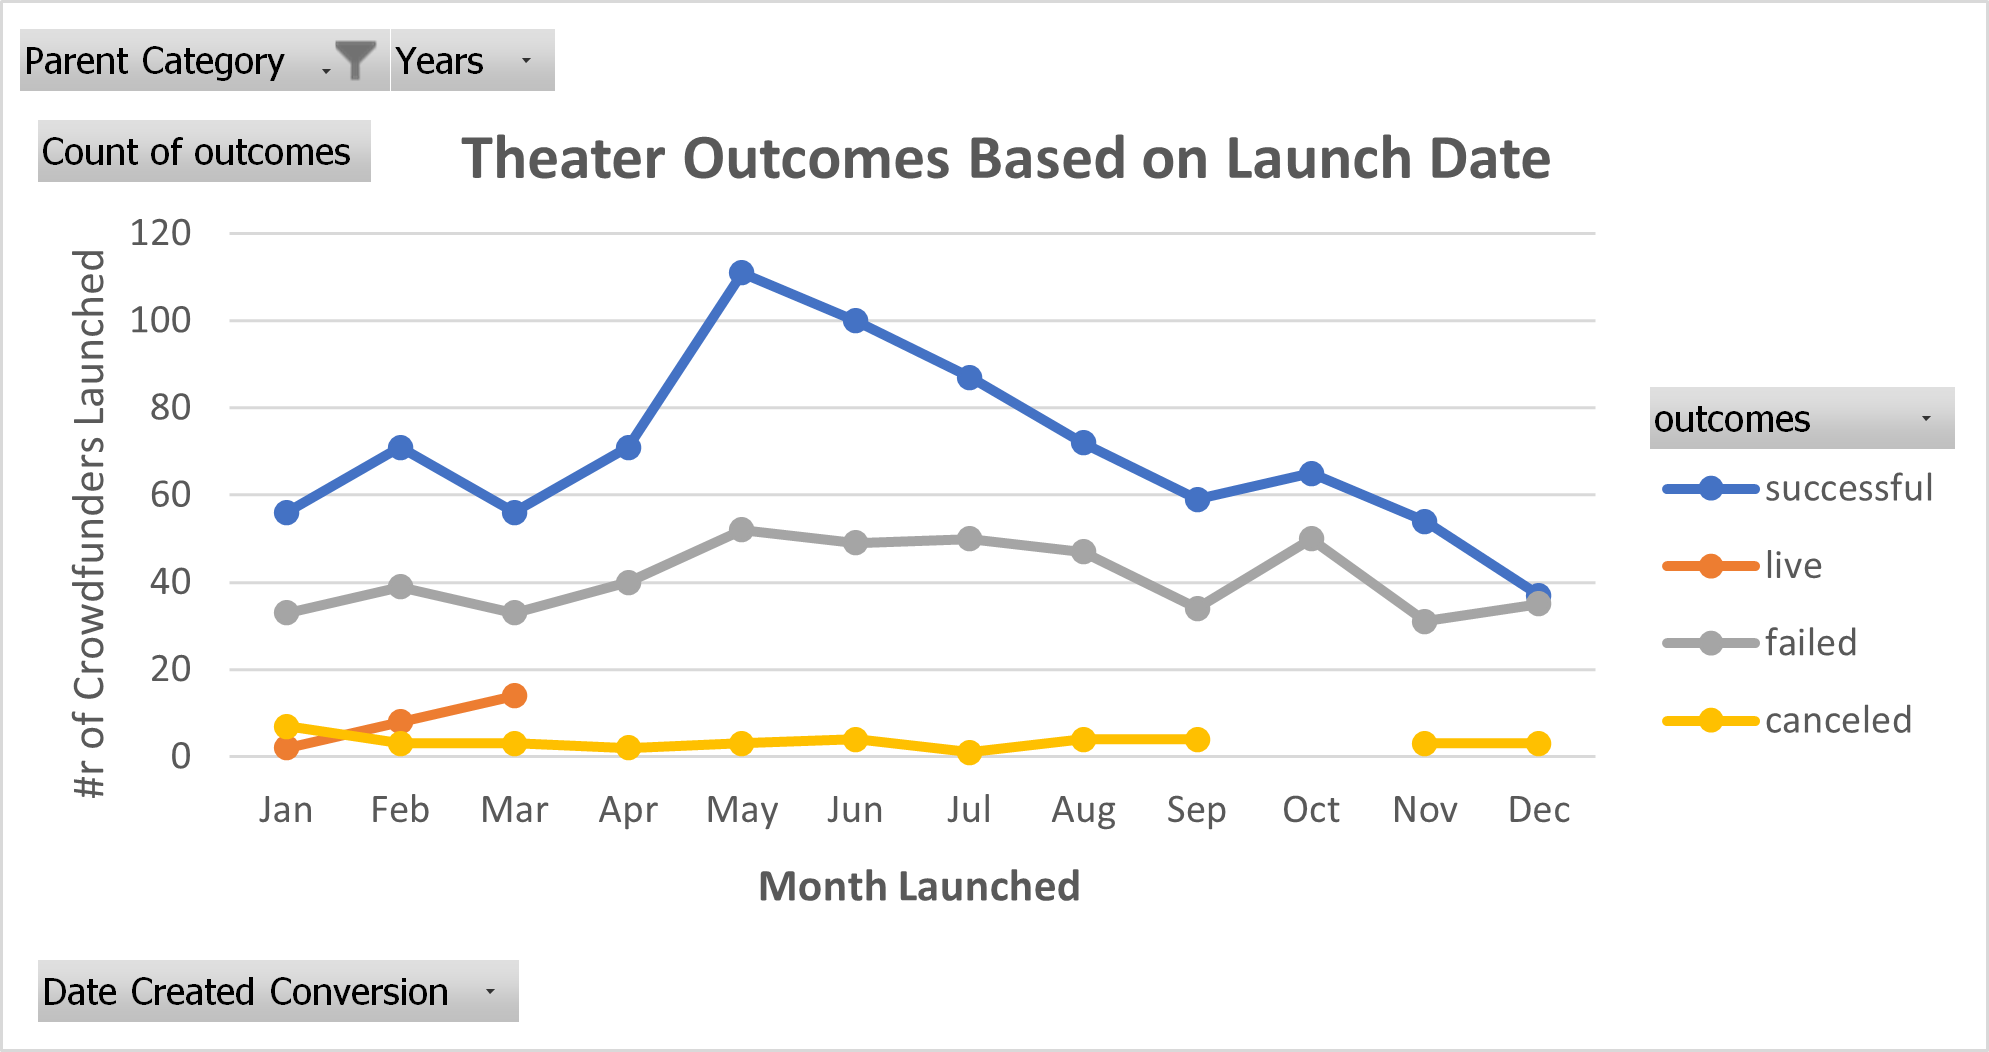 Parent Category Years
Count of outcomes
Theater Outcomes Based on Launch Date
#r of Crowdfunders Launched
120
100
80
60
40
20
0
Jan Feb Mar Apr May Jun Jul Aug Sep Oct Nov Dec
Month Launched
outcomes
successful
live
failed
canceled
Date Created Conversion